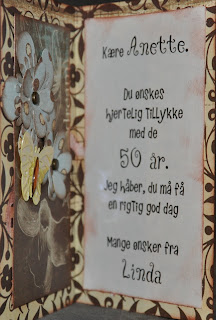 Kære Anette.
Du ønskes
hjertelig tillykke
med de
50 år.
Jeg håber, du må få
en rigtig god dag
Mange ønsker fra
Linda